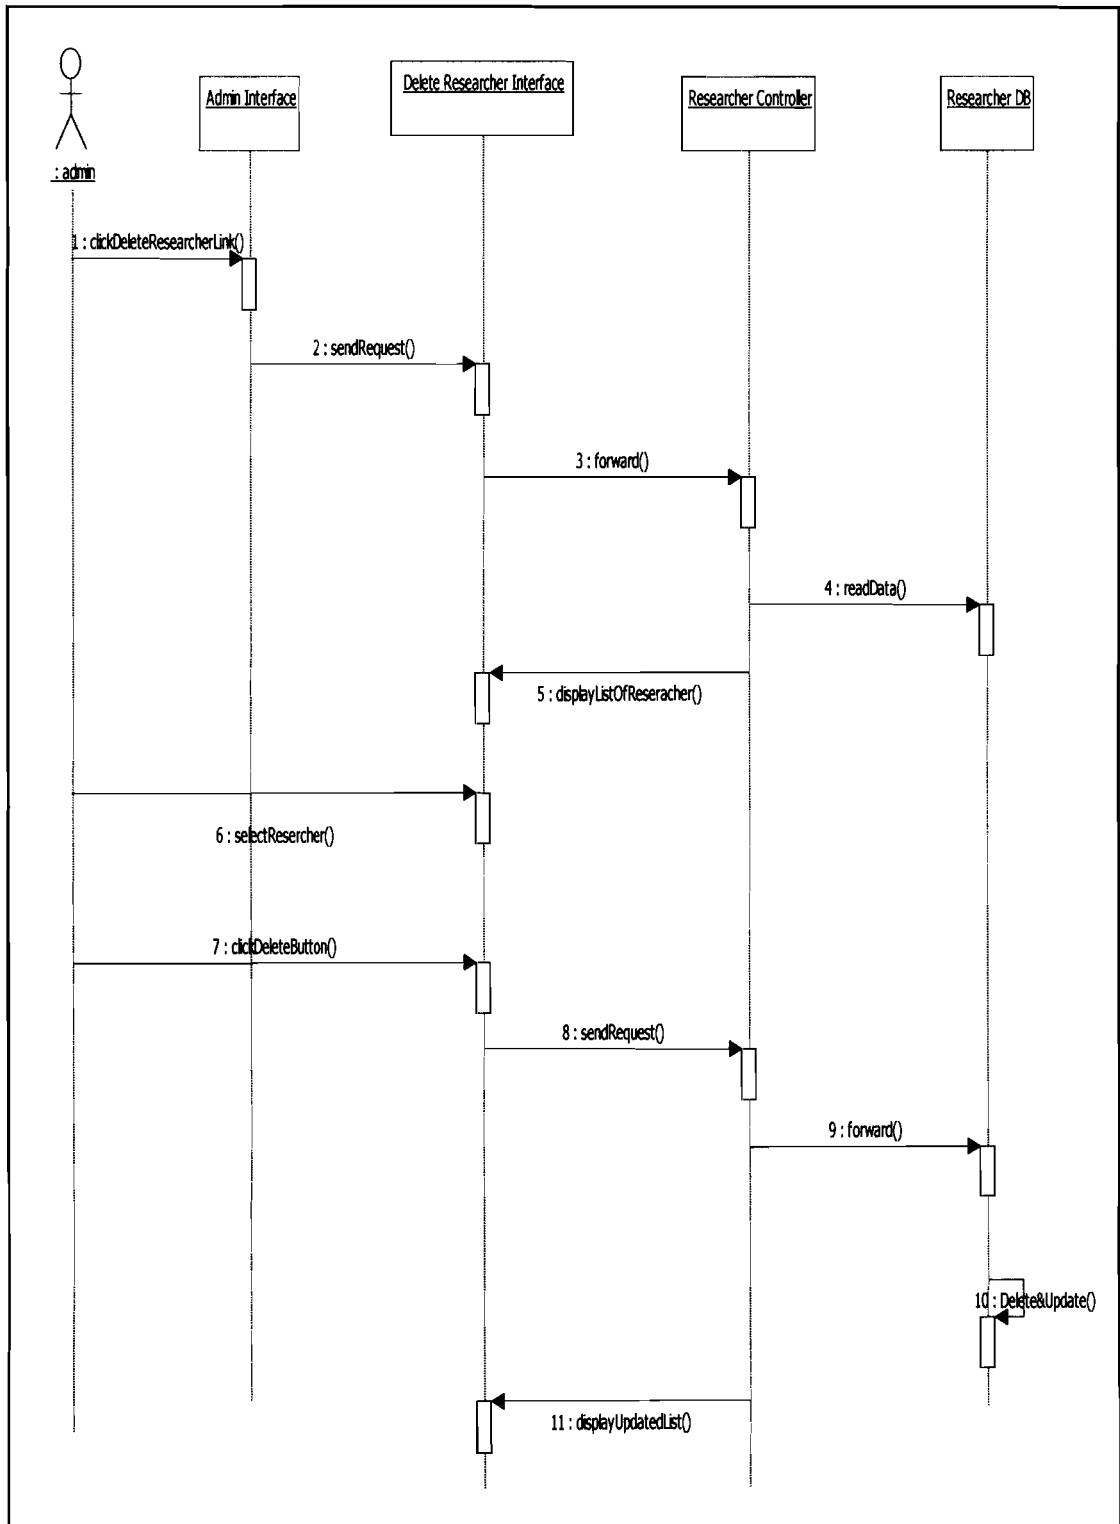 : admin
Admin Interface
Delete Researcher Interface
Researcher Controller
Researcher DB
1 : clickDeleteResearcherLink()
2 : sendRequest()
3 : forward()
4 : readData()
5 : displayListOfReseracher()
6 : selectResercher()
7 : clickDeleteButton()
8 : sendRequest()
9 : forward()
10 : Delete&Update()
11 : displayUpdatedList()